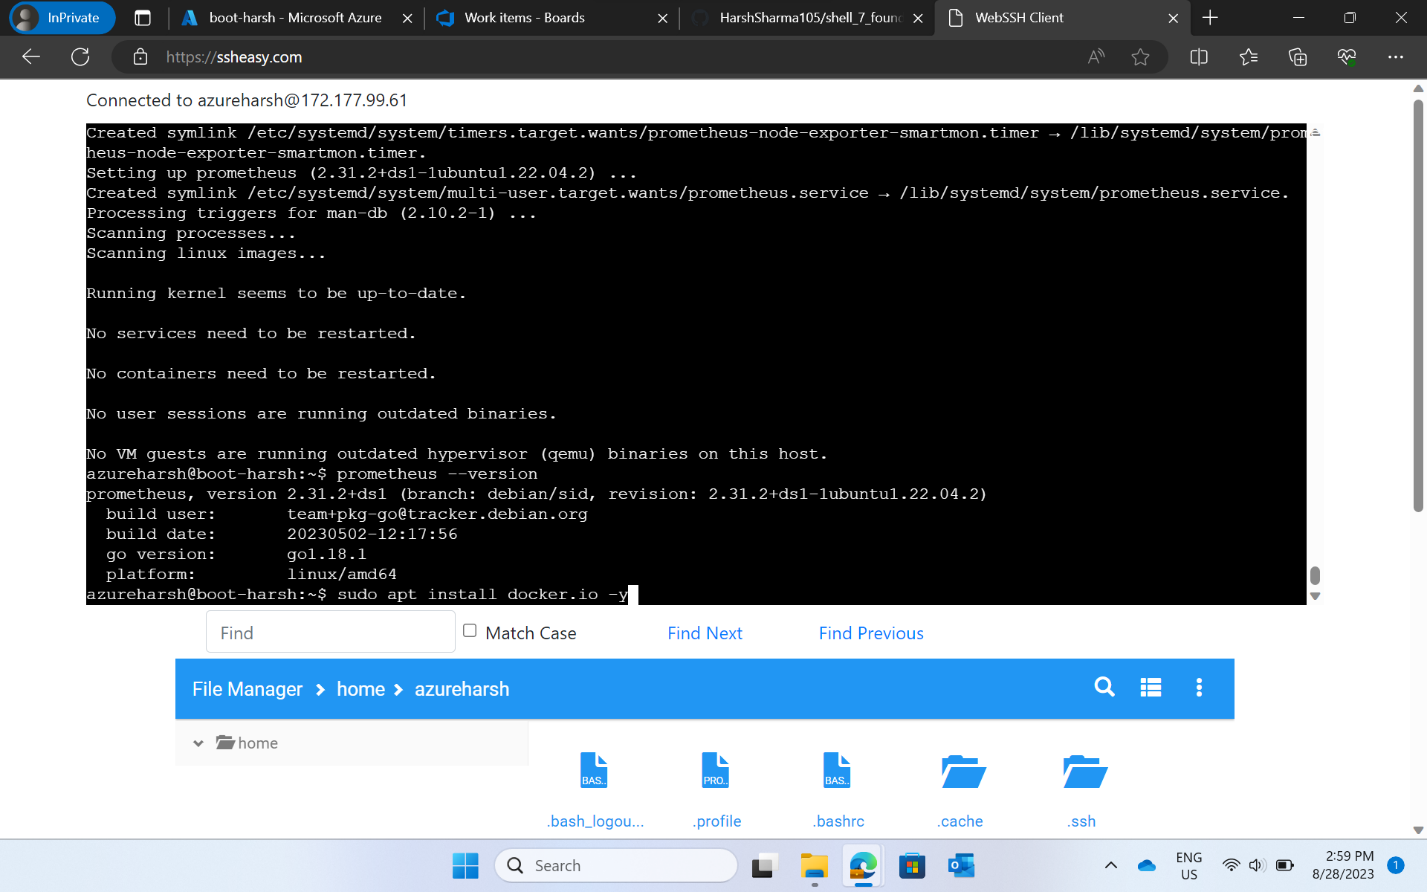 InPrivate
boot-harsh - Microsoft Azure
Work items - Boards
HarshSharma105/shell_7_foun
WebSSH Client
https://ssheasy.com
Connected to azureharsh@172.177.99.61
Created symlink /etc/systemd/system/timers.target.wants/prometheus-node-exporter-smartmon.timer → /lib/systemd/system/prom
heus-node-exporter-smartmon.timer.
Setting up prometheus (2.31.2+ds1-1ubuntu1.22.04.2) ...
Created symlink /etc/systemd/system/multi-user.target.wants/prometheus.service → /lib/systemd/system/prometheus.service.
Processing triggers for man-db (2.10.2-1) ...
Scanning processes...
Scanning linux images...
Running kernel seems to be up-to-date.
No services need to be restarted.
No containers need to be restarted.
No user sessions are running outdated binaries.
No VM guests are running outdated hypervisor (qemu) binaries on this host.
azureharsh@boot-harsh:~$ prometheus --version
prometheus, version 2.31.2+ds1 (branch: debian/sid, revision: 2.31.2+ds1-1ubuntu1.22.04.2)
build user: team+pkg-go@tracker.debian.org
build date: 20230502-12:17:56
go version: go1.18.1
platform: linux/amd64
azureharsh@boot-harsh:~$ sudo apt install docker.io -y
Find
Match Case
Find Next
Find Previous
File Manager > home > azureharsh
home
BAS..
PRO..
BAS..
.bash_logou...
.profile
.bashrc
.cache
.ssh
Search
ENG
US
2:59 PM
8/28/2023
1